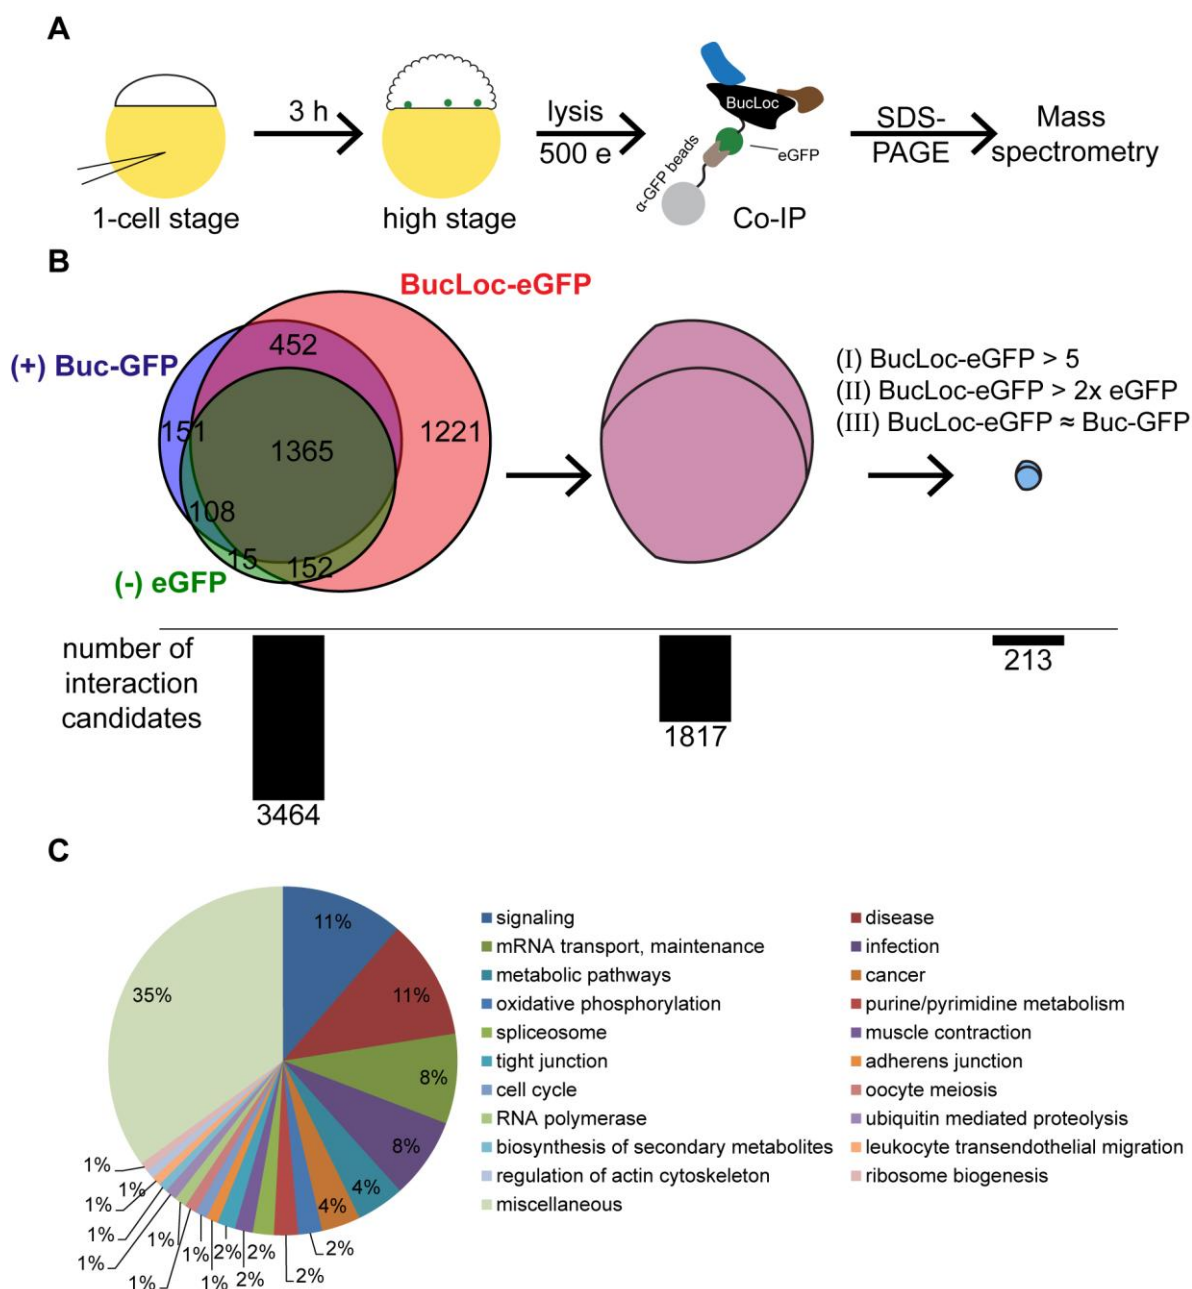 A
3 h
lysis
500 e
BucLoc
eGFP
α-GFP beads
SDS-
PAGE
Mass
spectrometry
1-cell stage
high stage
Co-IP
B
BucLoc-eGFP
(+) Buc-GFP
452
151
1365
1221
108
15
152
(-) eGFP
(I) BucLoc-eGFP > 5
(II) BucLoc-eGFP > 2x eGFP
(III) BucLoc-eGFP ≈ Buc-GFP
number of
interaction
candidates
3464
1817
213
C
11%
11%
8%
8%
4%
4%
2%
2%
2%
2%
2%
1%
1%
1%
1%
1%
1%
1%
1%
1%
35%
signaling
disease
mRNA transport, maintenance
infection
metabolic pathways
cancer
oxidative phosphorylation
purine/pyrimidine metabolism
spliceosome
muscle contraction
tight junction
adherens junction
cell cycle
oocyte meiosis
RNA polymerase
ubiquitin mediated proteolysis
biosynthesis of secondary metabolites
leukocyte transendothelial migration
regulation of actin cytoskeleton
ribosome biogenesis
miscellaneous